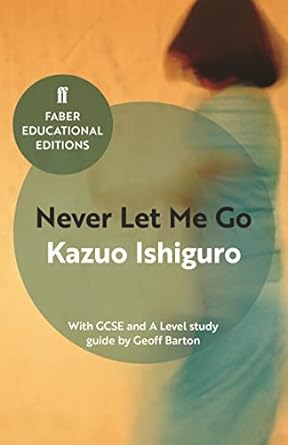 ff
FABER
EDUCATIONAL
EDITIONS
Never Let Me Go
Kazuo Ishiguro
With GCSE and A Level study
guide by Geoff Barton